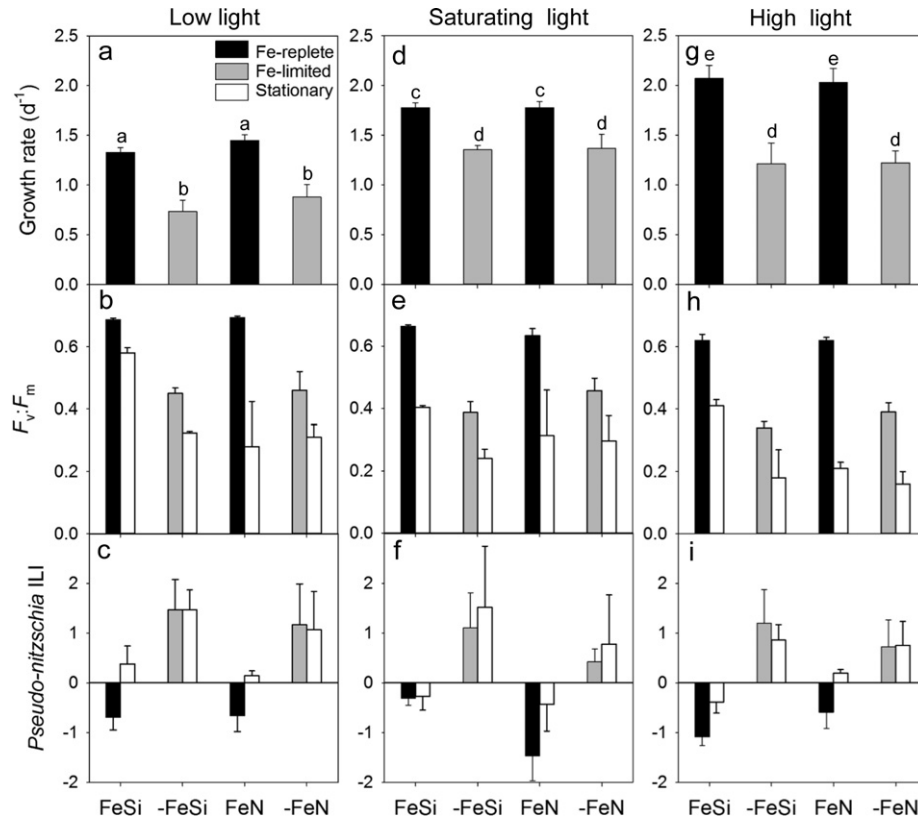 Low light
Saturating light
High light
a
Fe-replete
Fe-limited
Stationary
Growth rate (d⁻¹)
2.5
2.0
1.5
1.0
0.5
0.0
a
b
a
b
d
c
d
c
d
g
e
d
e
d
b
e
h
Fv:Fm
0.6
0.4
0.2
0.0
c
f
i
Pseudo-nitzschia ILI
2
1
0
-1
-2
FeSi
-FeSi
FeN
-FeN
FeSi
-FeSi
FeN
-FeN
FeSi
-FeSi
FeN
-FeN